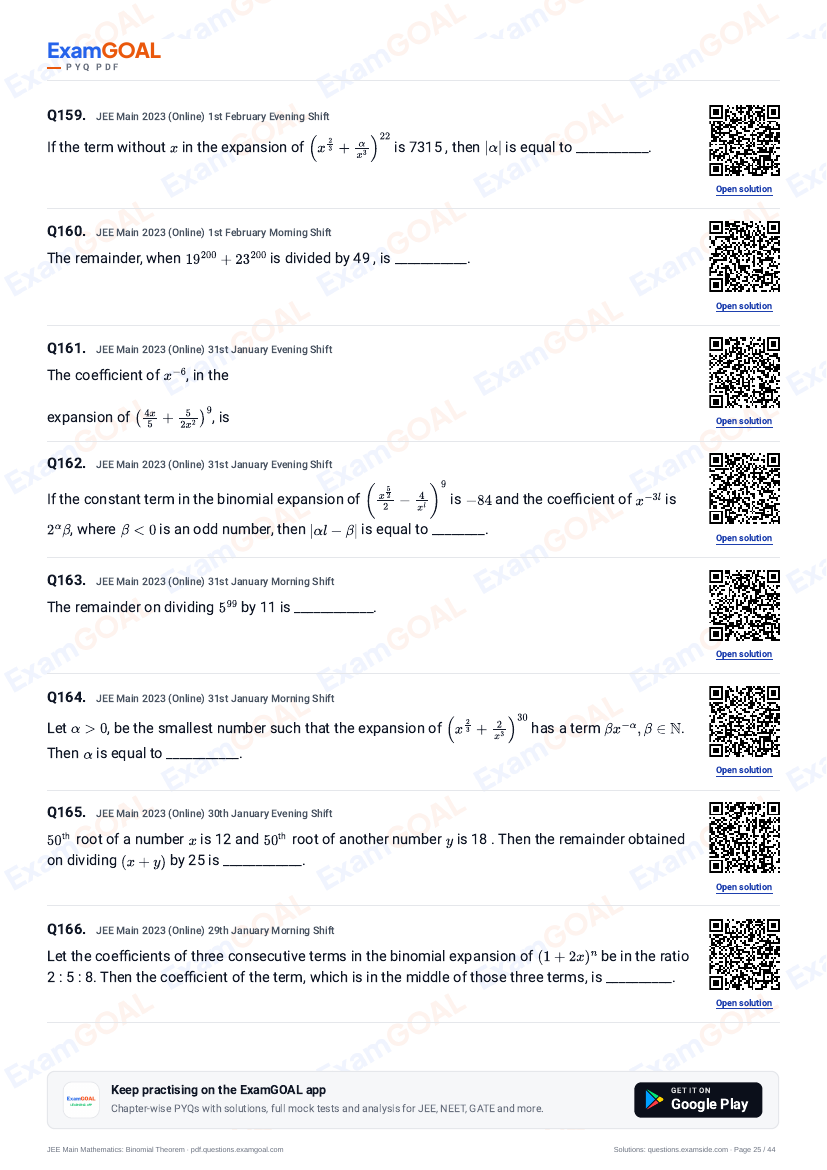 ExamGOAL
PYQ PDF
Q159. JEE Main 2023 (Online) 1st February Evening Shift
If the term without x in the expansion of (x^{2/3} + α/x^3)^{22} is 7315 , then |α| is equal to ___________.
Open solution
Q160. JEE Main 2023 (Online) 1st February Morning Shift
The remainder, when 19^{200} + 23^{200} is divided by 49 , is ___________.
Open solution
Q161. JEE Main 2023 (Online) 31st January Evening Shift
The coefficient of x^{-6}, in the
expansion of (4x/5 + 5/2x^2)^9, is
Open solution
Q162. JEE Main 2023 (Online) 31st January Evening Shift
If the constant term in the binomial expansion of (x^{5/2}/2 − 4/x^l)^9 is −84 and the coefficient of x^{-3l} is
2^α β, where β < 0 is an odd number, then |αl − β| is equal to ________.
Open solution
Q163. JEE Main 2023 (Online) 31st January Morning Shift
The remainder on dividing 5^{99} by 11 is ____________.
Open solution
Q164. JEE Main 2023 (Online) 31st January Morning Shift
Let α > 0, be the smallest number such that the expansion of (x^{2/3} + 2/x^3)^{30} has a term βx^{-α}, β ∈ ℕ.
Then α is equal to ___________.
Open solution
Q165. JEE Main 2023 (Online) 30th January Evening Shift
50^{th} root of a number x is 12 and 50^{th} root of another number y is 18 . Then the remainder obtained
on dividing (x + y) by 25 is ____________.
Open solution
Q166. JEE Main 2023 (Online) 29th January Morning Shift
Let the coefficients of three consecutive terms in the binomial expansion of (1 + 2x)^n be in the ratio
2 : 5 : 8. Then the coefficient of the term, which is in the middle of those three terms, is __________.
Open solution
ExamGOAL
Keep practising on the ExamGOAL app
Chapter-wise PYQs with solutions, full mock tests and analysis for JEE, NEET, GATE and more.
GET IT ON
Google Play
JEE Main Mathematics: Binomial Theorem · pdf.questions.examgoal.com
Solutions: questions.examside.com · Page 25 / 44